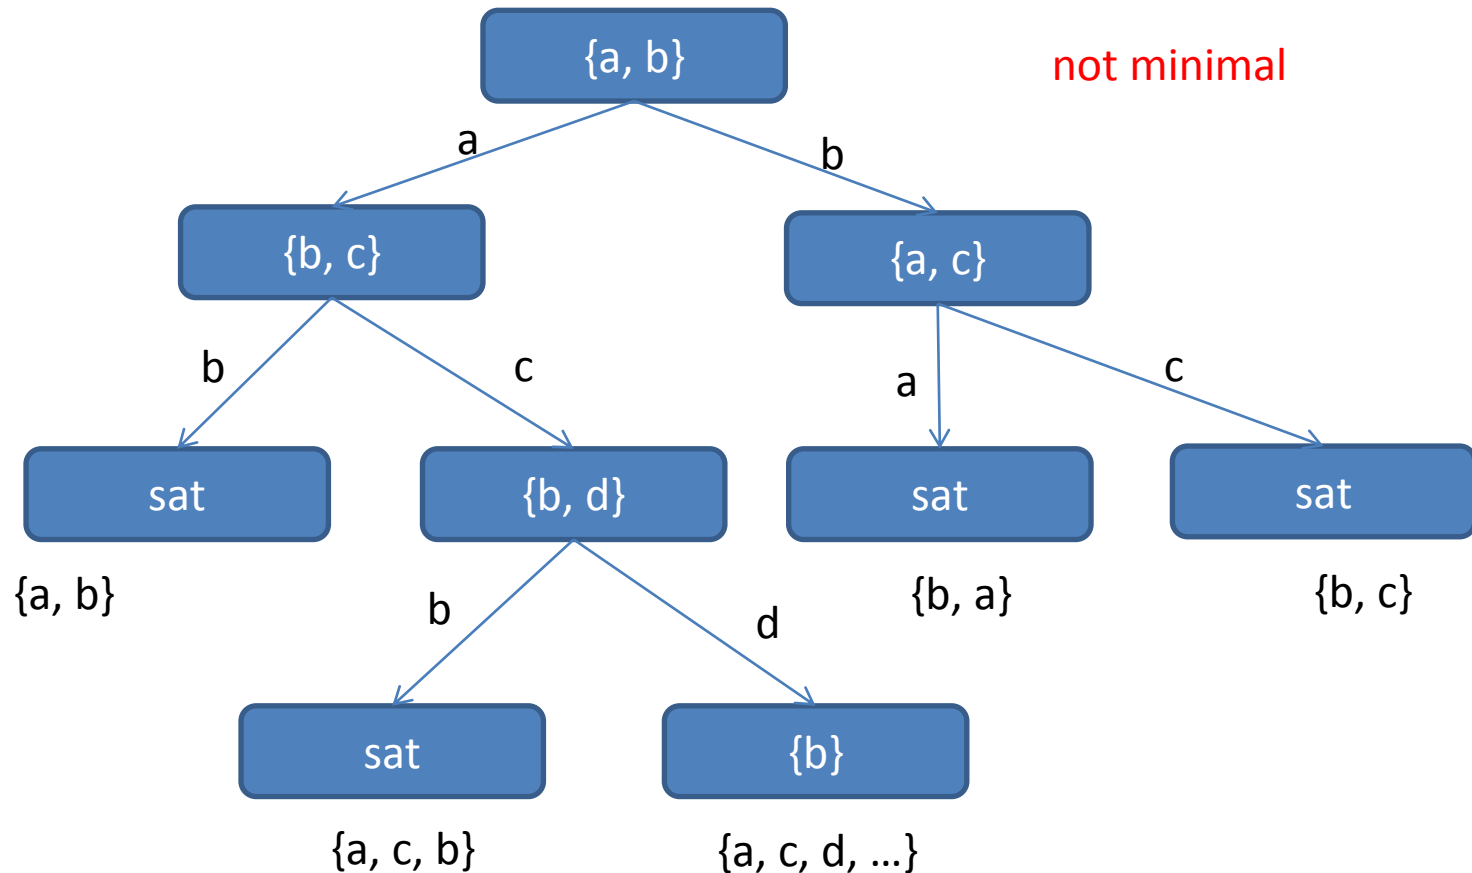 {a, b}
not minimal
a
b
{b, c}
{a, c}
b
c
a
c
sat
{b, d}
sat
sat
{a, b}
{b, a}
{b, c}
b
d
sat
{b}
{a, c, b}
{a, c, d, …}